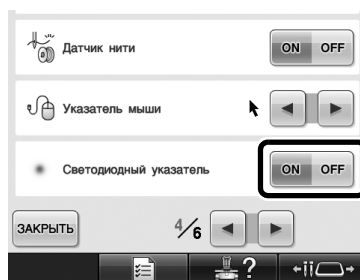 Датчик нити ON OFF
Указатель мыши
Светодиодный указатель ON OFF
ЗАКРЫТЬ 4/6
?